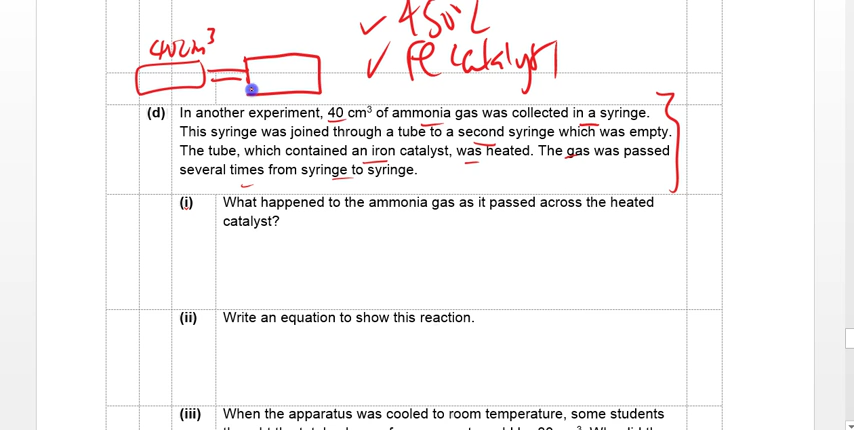 ✓ 450°C
40cm³
✓ Fe catalyst
(d) In another experiment, 40 cm³ of ammonia gas was collected in a syringe.
This syringe was joined through a tube to a second syringe which was empty.
The tube, which contained an iron catalyst, was heated. The gas was passed
several times from syringe to syringe.
(i) What happened to the ammonia gas as it passed across the heated
catalyst?
(ii) Write an equation to show this reaction.
(iii) When the apparatus was cooled to room temperature, some students